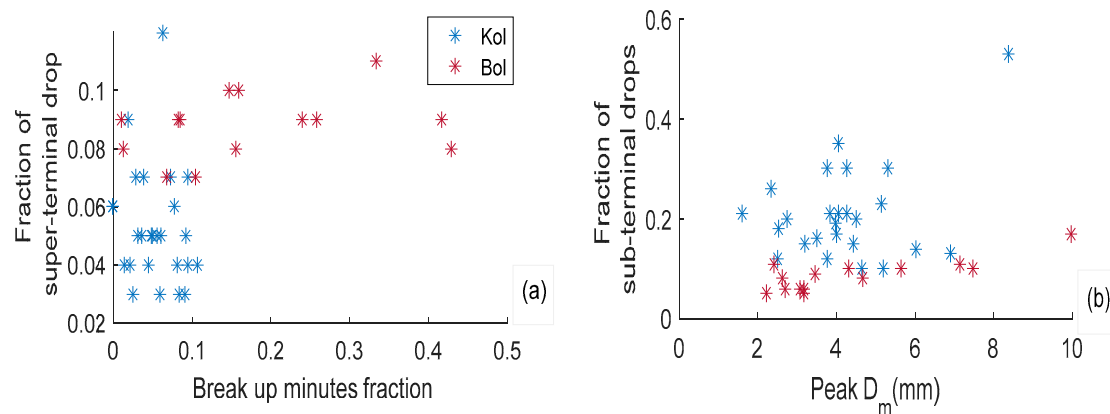 Fraction of
super-terminal drop
0.1
0.08
0.06
0.04
0.02
0 0.1 0.2 0.3 0.4 0.5
Break up minutes fraction
Kol
Bol
(a)
Fraction of
sub-terminal drops
0.6
0.4
0.2
0
0 2 4 6 8 10
Peak Dm(mm)
(b)